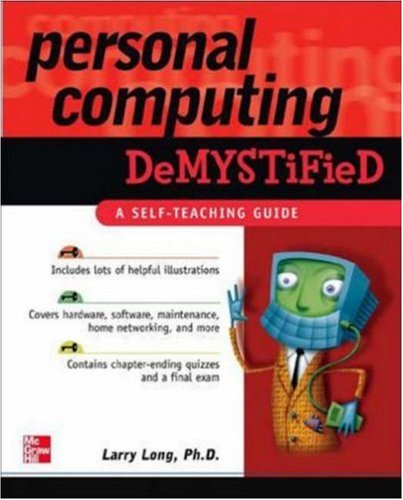 personal
computing
DeMYSTiFieD
A SELF-TEACHING GUIDE
Includes lots of helpful illustrations
Covers hardware, software, maintenance,
home networking, and more
Contains chapter-ending quizzes
and a final exam
Mc
Graw
Hill
Larry Long, Ph.D.